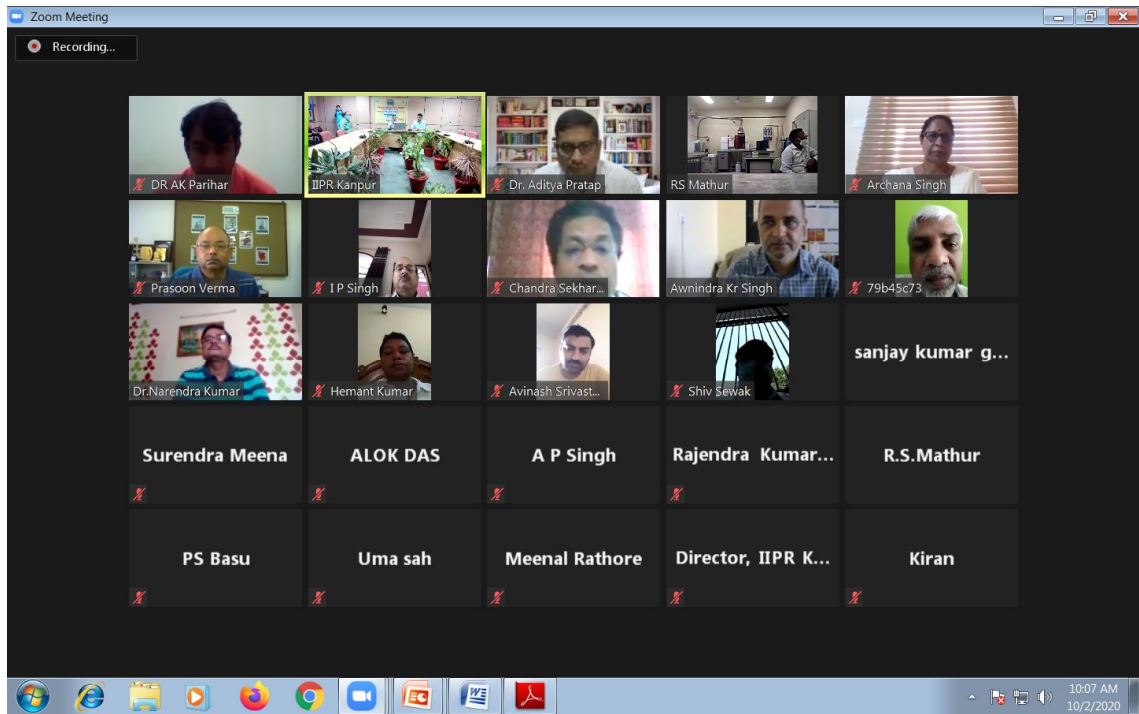 Zoom Meeting
Recording...
DR AK Parihar
IIPR Kanpur
Dr. Aditya Pratap
RS Mathur
Archana Singh
Prasoon Verma
I P Singh
Chandra Sekhar...
Awnindra Kr Singh
79b45c73
Dr.Narendra Kumar
Hemant Kumar
Avinash Srivast...
Shiv Sewak
sanjay kumar g...
Surendra Meena
ALOK DAS
A P Singh
Rajendra Kumar...
R.S.Mathur
PS Basu
Uma sah
Meenal Rathore
Director, IIPR K...
Kiran
10:07 AM
10/2/2020